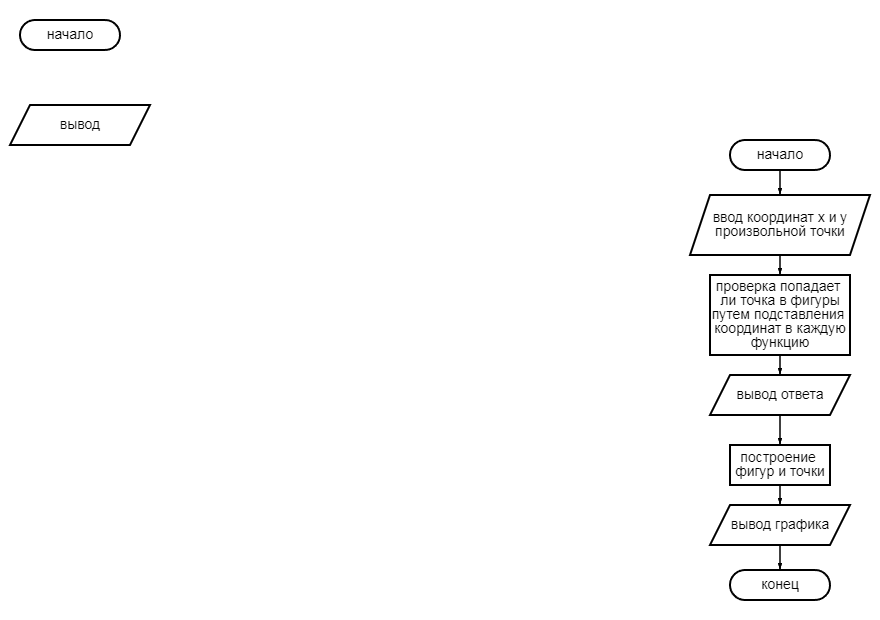 начало
вывод
начало
ввод координат x и y
произвольной точки
проверка попадает
ли точка в фигуры
путем подставления
координат в каждую
функцию
вывод ответа
построение
фигур и точки
вывод графика
конец